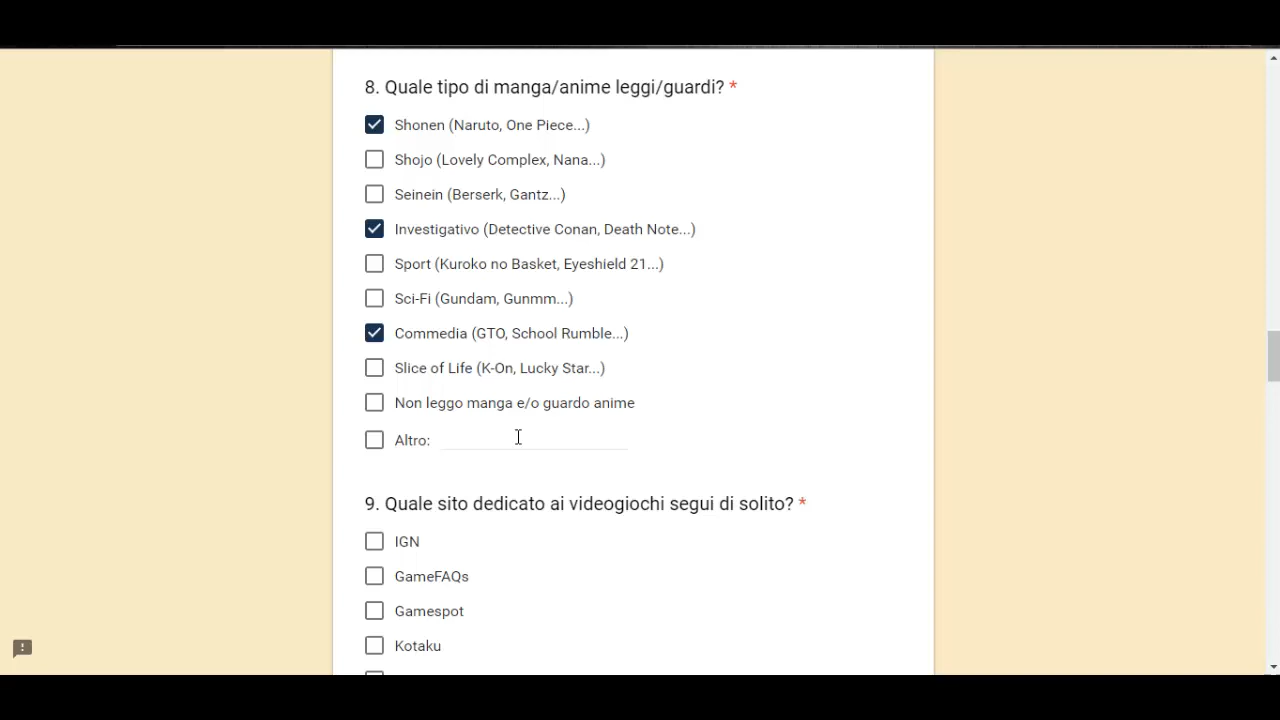 8. Quale tipo di manga/anime leggi/guardi? *
Shonen (Naruto, One Piece...)
Shojo (Lovely Complex, Nana...)
Seinein (Berserk, Gantz...)
Investigativo (Detective Conan, Death Note...)
Sport (Kuroko no Basket, Eyeshield 21...)
Sci-Fi (Gundam, Gunmm...)
Commedia (GTO, School Rumble...)
Slice of Life (K-On, Lucky Star...)
Non leggo manga e/o guardo anime
Altro:
9. Quale sito dedicato ai videogiochi segui di solito? *
IGN
GameFAQs
Gamespot
Kotaku